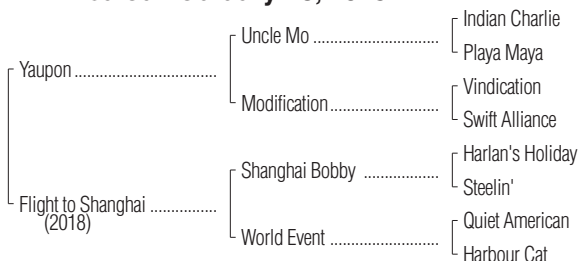 Indian Charlie
Uncle Mo
Playa Maya
Yaupon
Vindication
Modification
Swift Alliance
Harlan's Holiday
Shanghai Bobby
Steelin'
Flight to Shanghai
(2018)
Quiet American
World Event
Harbour Cat